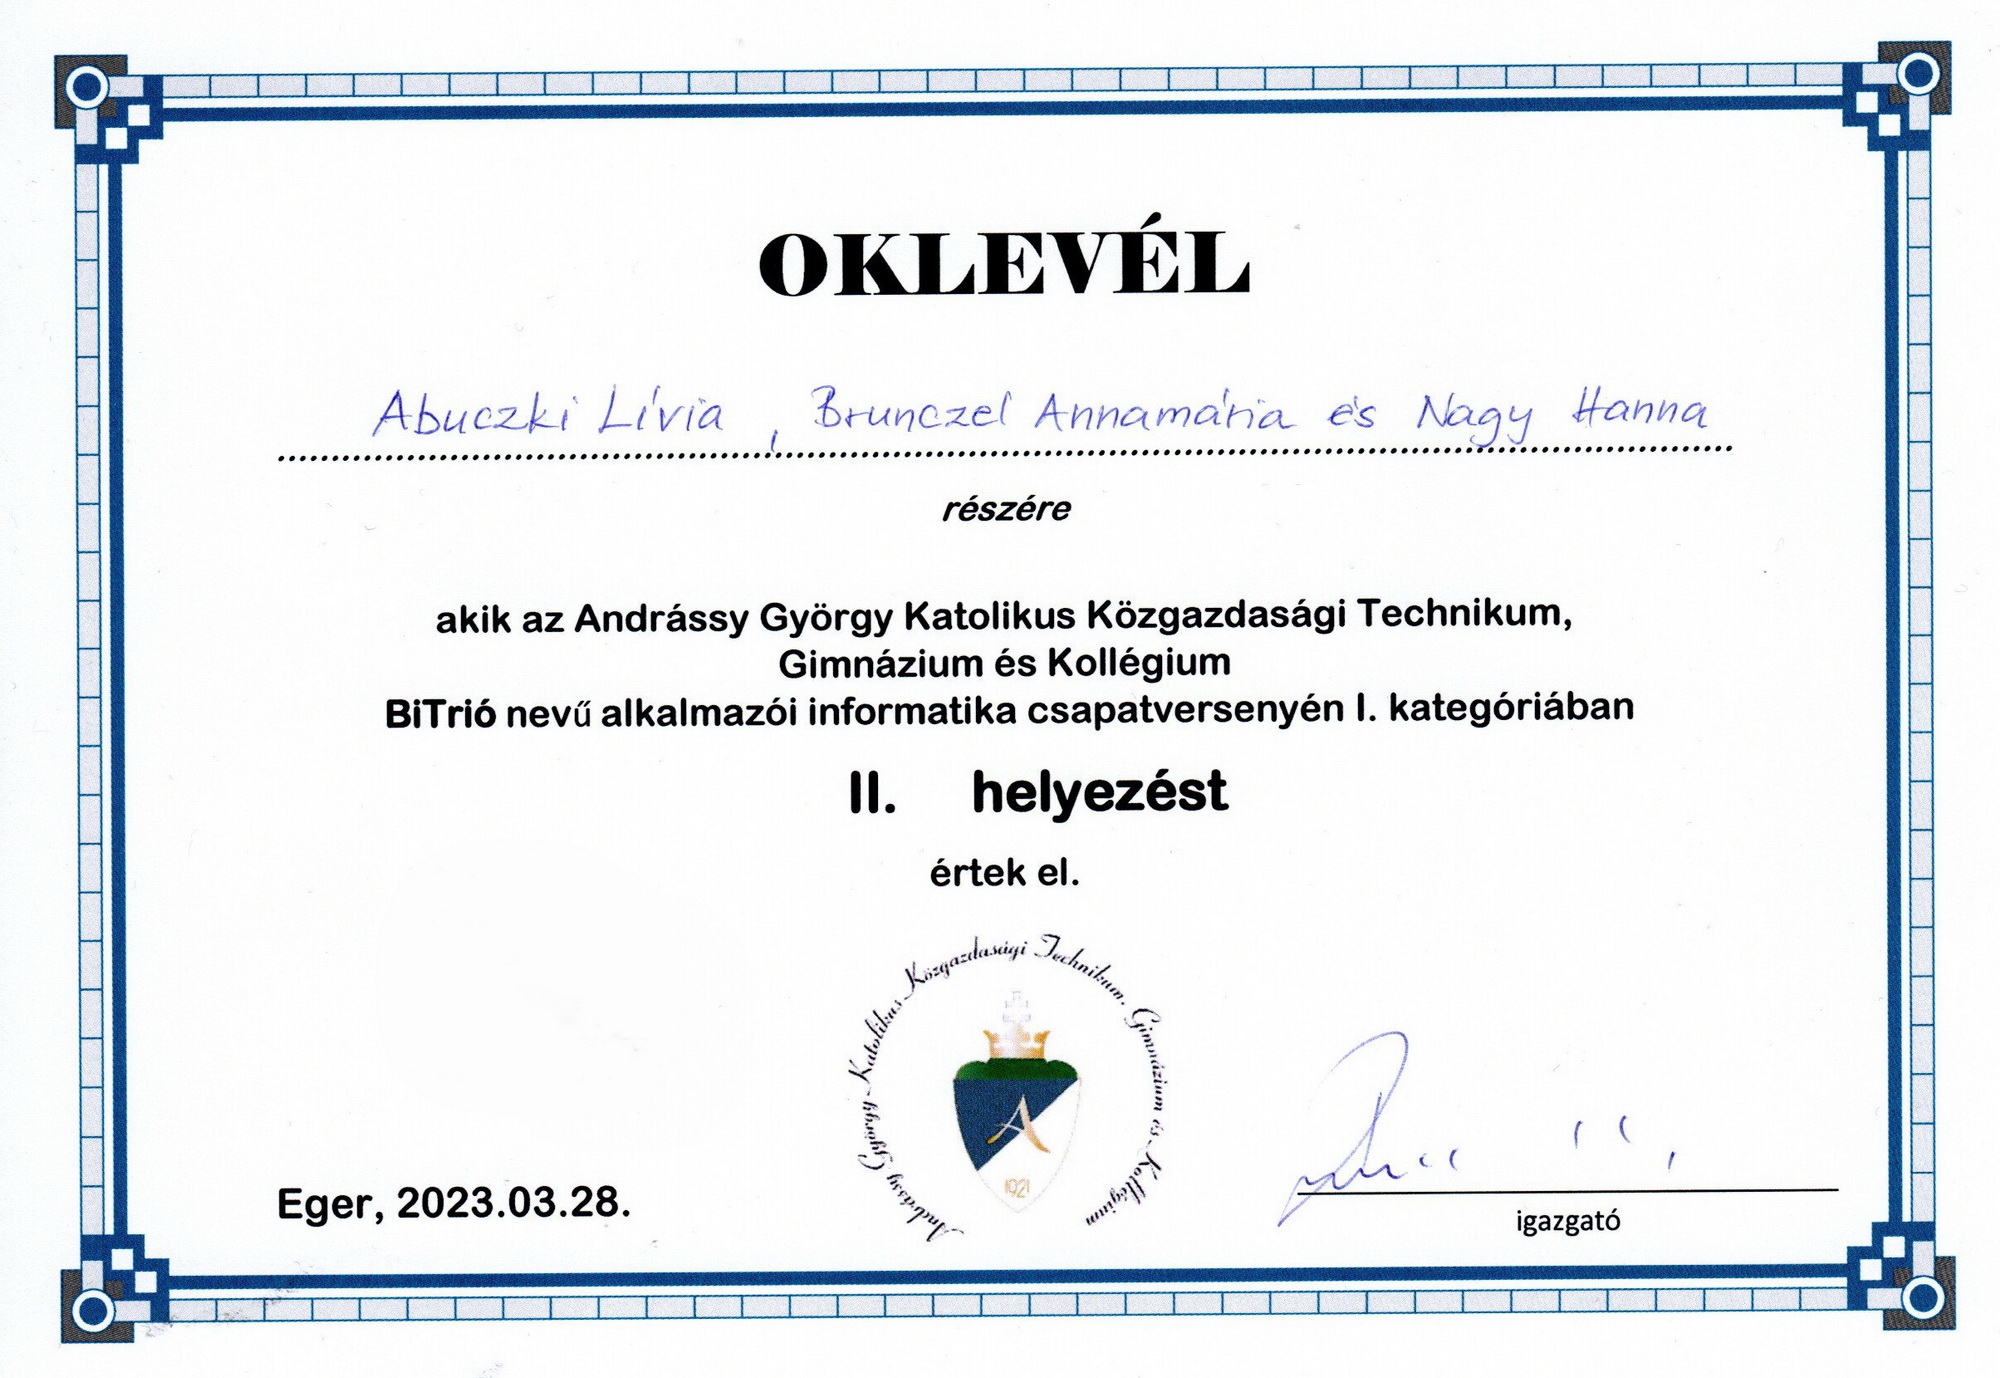 OKLEVÉL
Abuczki Lívia, Brunczel Annamária és Nagy Hanna
részére
akik az Andrássy György Katolikus Közgazdasági Technikum,
Gimnázium és Kollégium
BiTrió nevű alkalmazói informatika csapatversenyén I. kategóriában
II. helyezést
értek el.
Andrássy György Katolikus Közgazdasági Technikum, Gimnázium és Kollégium
A
1921
Eger, 2023.03.28.
igazgató